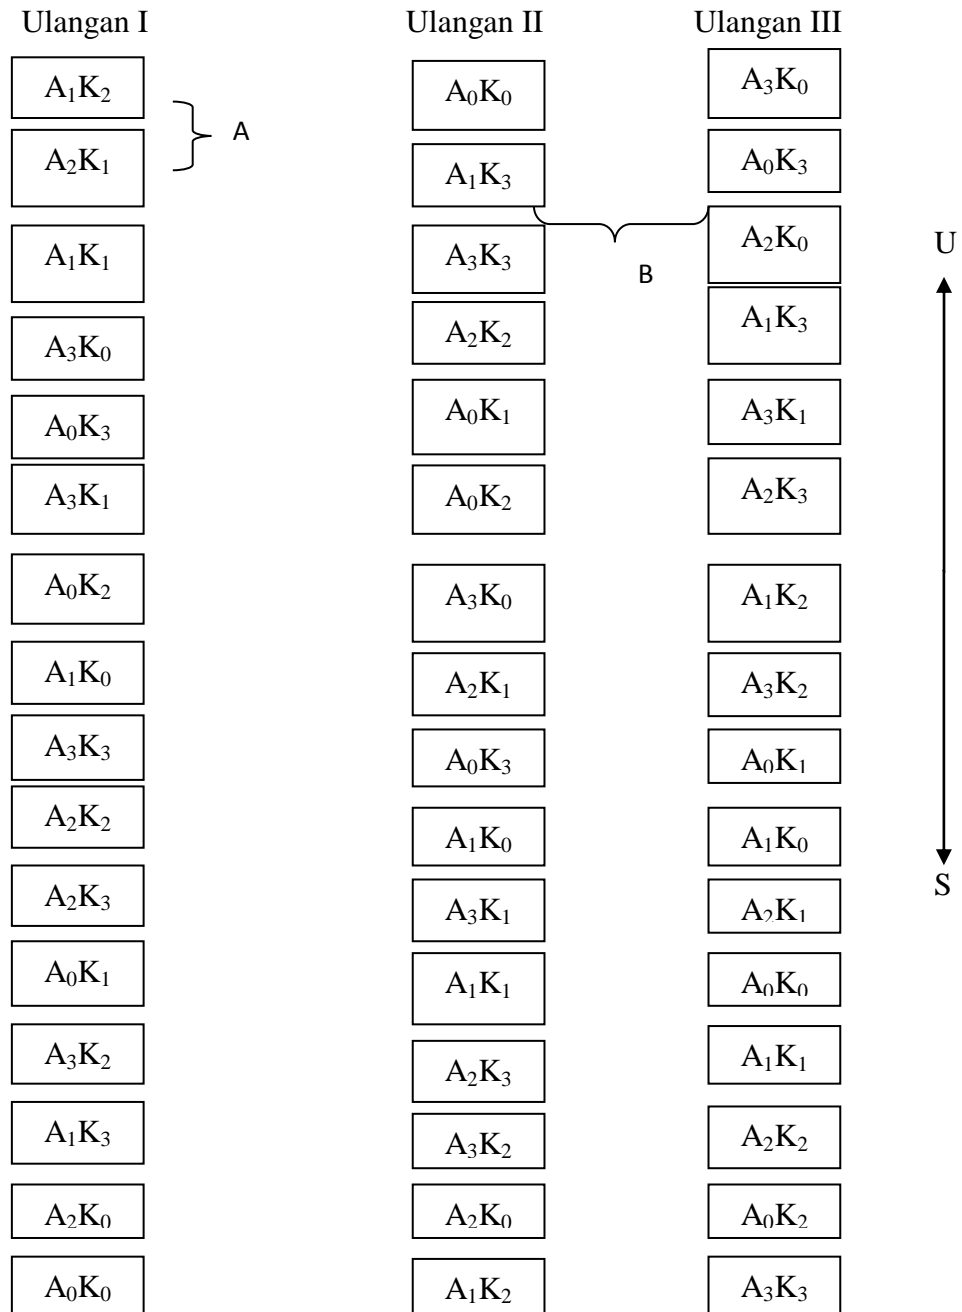 Ulangan I
A₁K₂
A₂K₁
A
A₁K₁
A₃K₀
A₀K₃
A₃K₁
A₀K₂
A₁K₀
A₃K₃
A₂K₂
A₂K₃
A₀K₁
A₃K₂
A₁K₃
A₂K₀
A₀K₀
Ulangan II
A₀K₀
A₁K₃
A₃K₃
A₂K₂
A₀K₁
A₀K₂
A₃K₀
A₂K₁
A₀K₃
A₁K₀
A₃K₁
A₁K₁
A₂K₃
A₃K₂
A₂K₀
A₁K₂
B
Ulangan III
A₃K₀
A₀K₃
A₂K₀
A₁K₃
A₃K₁
A₂K₃
A₁K₂
A₃K₂
A₀K₁
A₁K₀
A₂K₁
A₀K₀
A₁K₁
A₂K₂
A₀K₂
A₃K₃
U
S